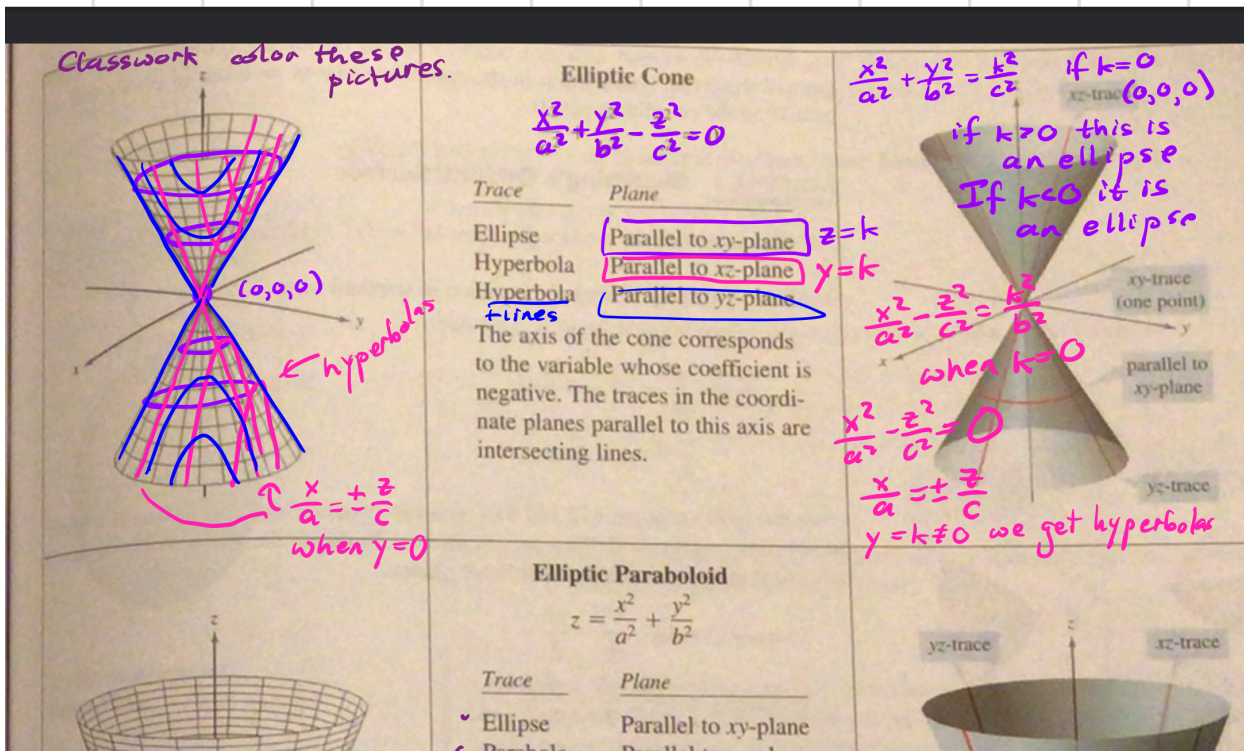 Classwork color these
pictures.
z
(0,0,0)
y
x
hyperbolas
x/a = ± z/c
when y=0
Elliptic Cone
x²/a² + y²/b² - z²/c² = 0
Trace Plane
Ellipse Parallel to xy-plane z=k
Hyperbola Parallel to xz-plane y=k
Hyperbola Parallel to yz-plane
+lines
The axis of the cone corresponds
to the variable whose coefficient is
negative. The traces in the coordi-
nate planes parallel to this axis are
intersecting lines.
x²/a² + y²/b² = k²/c² if k=0
xz-trace (0,0,0)
if k>0 this is
an ellipse
If k<0 it is
an ellipse
xy-trace
(one point)
y
x
x²/a² - z²/c² = k²/b²
when k=0
parallel to
xy-plane
x²/a² - z²/c² = 0
yz-trace
x/a = ± z/c
y=k≠0 we get hyperbolas
z
Elliptic Paraboloid
z = x²/a² + y²/b²
Trace Plane
Ellipse Parallel to xy-plane
Parabola Parallel to xz-plane
z
yz-trace
xz-trace